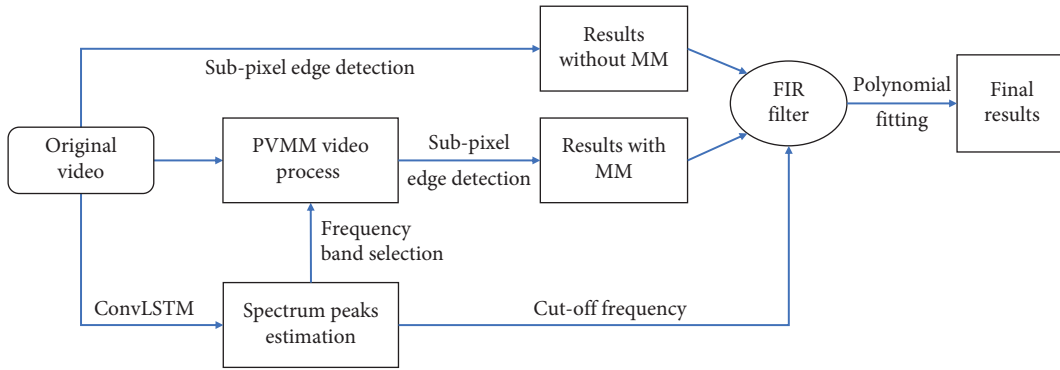 Results
without MM
Sub-pixel edge detection
FIR
filter
Polynomial
fitting
Final
results
Original
video
PVMM video
process
Sub-pixel
edge detection
Results with
MM
Frequency
band selection
ConvLSTM
Spectrum peaks
estimation
Cut-off frequency